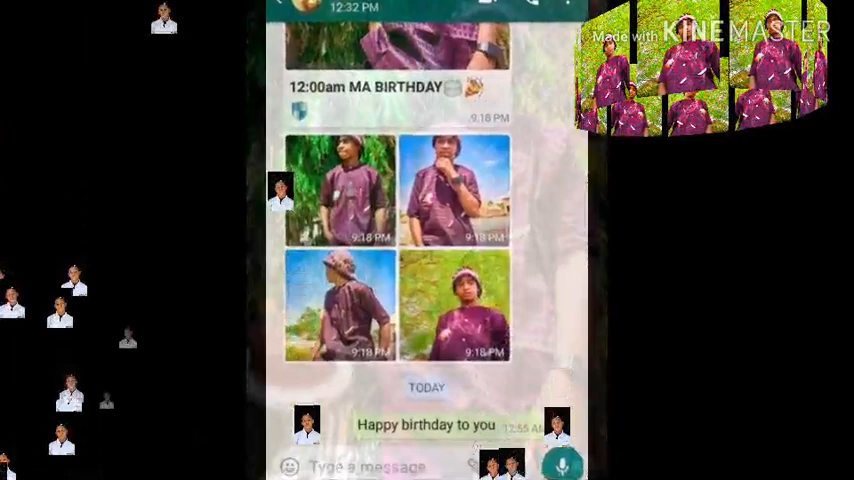 12:32 PM
Made with KINEMASTER
12:00am MA BIRTHDAY
9:18 PM
9:18 PM
9:18 PM
9:18 PM
9:18 PM
TODAY
Happy birthday to you
12:55 AM
Type a message